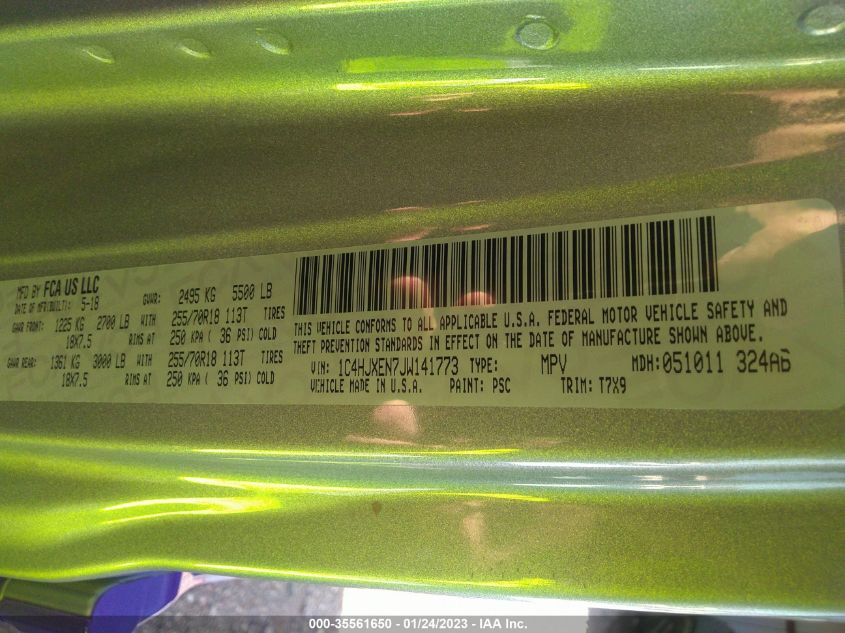 MFD BY FCA US LLC
DATE OF MFR(BUILT): 5-18 GVWR: 2495 KG 5500 LB
GAWR FRONT: 1225 KG 2700 LB WITH 255/70R18 113T TIRES
18X7.5 RIMS AT 250 KPA ( 36 PSI) COLD
GAWR REAR: 1361 KG 3000 LB WITH 255/70R18 113T TIRES
18X7.5 RIMS AT 250 KPA ( 36 PSI) COLD
THIS VEHICLE CONFORMS TO ALL APPLICABLE U.S.A. FEDERAL MOTOR VEHICLE SAFETY AND
THEFT PREVENTION STANDARDS IN EFFECT ON THE DATE OF MANUFACTURE SHOWN ABOVE.
VIN: 1C4HJXEN7JW141773 TYPE: MPV MDH: 051011 324A6
VEHICLE MADE IN U.S.A. PAINT: PSC TRIM: T7X9
000-35561650 - 01/24/2023 - IAA Inc.